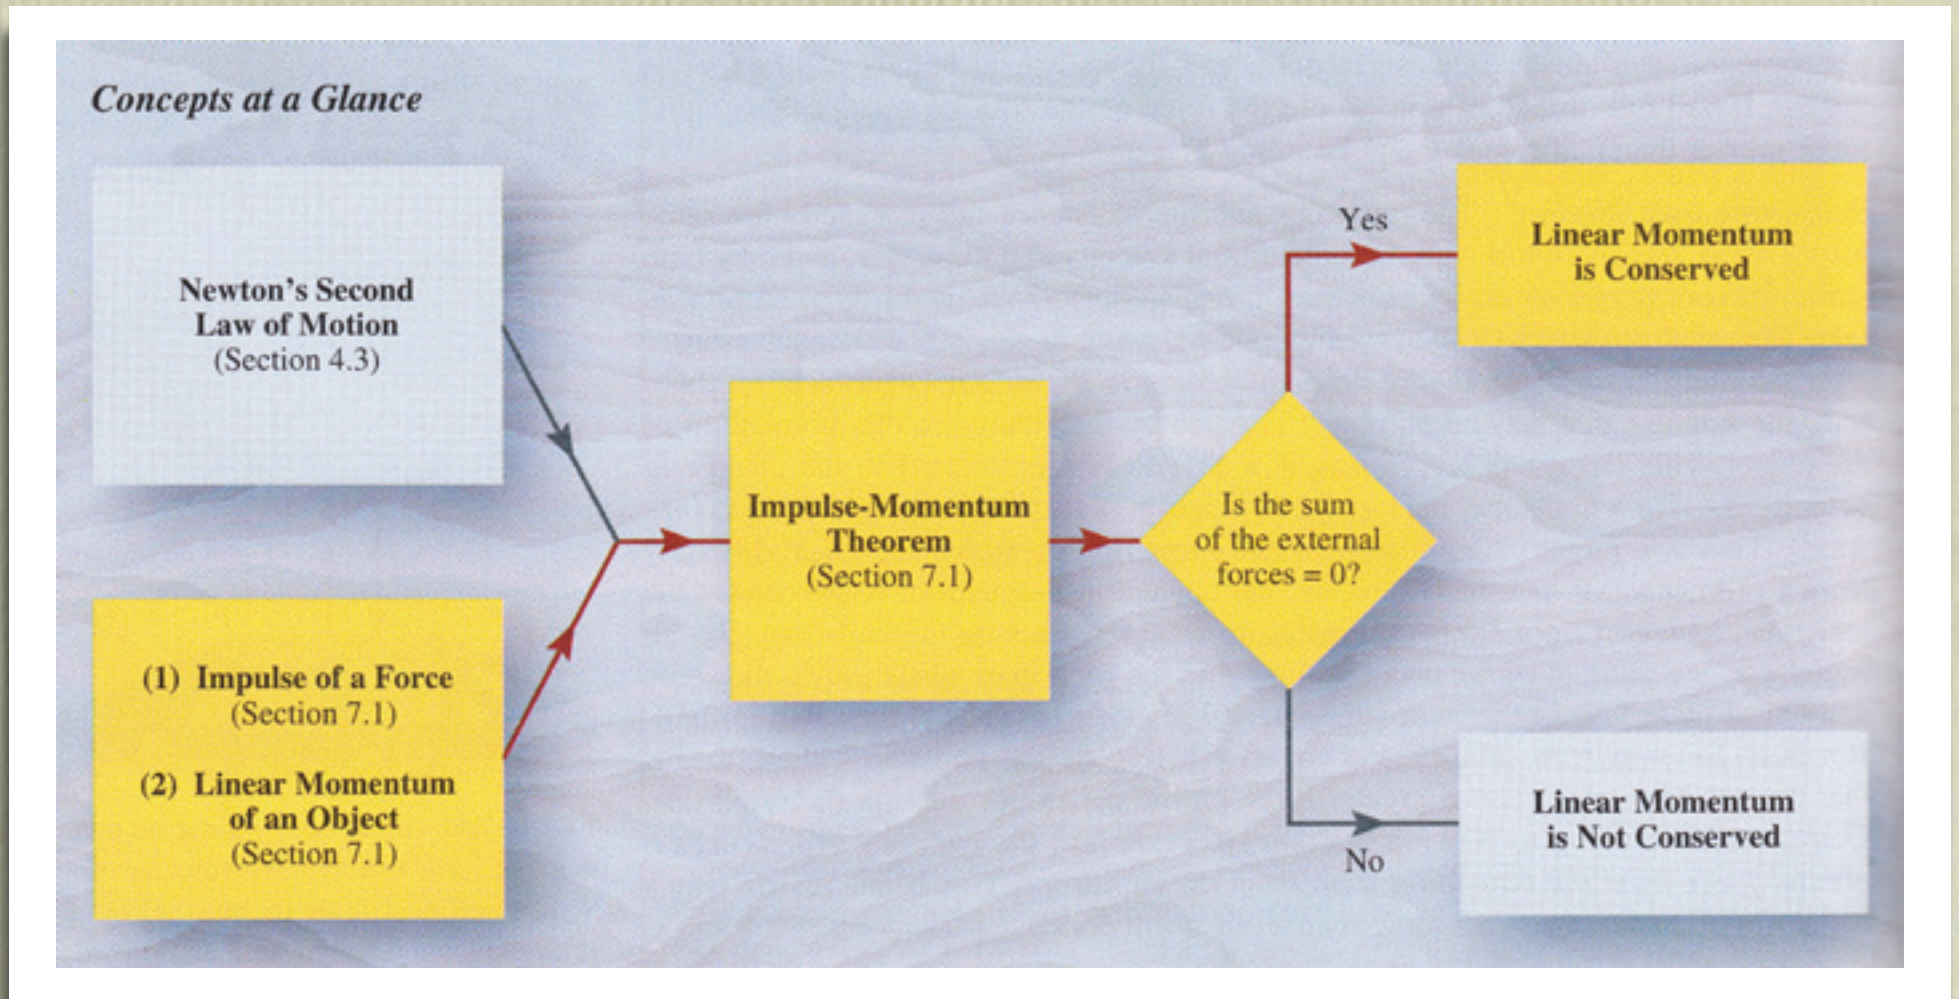 Concepts at a Glance
Newton's Second
Law of Motion
(Section 4.3)
(1) Impulse of a Force
(Section 7.1)
(2) Linear Momentum
of an Object
(Section 7.1)
Impulse-Momentum
Theorem
(Section 7.1)
Is the sum
of the external
forces = 0?
Yes
Linear Momentum
is Conserved
No
Linear Momentum
is Not Conserved